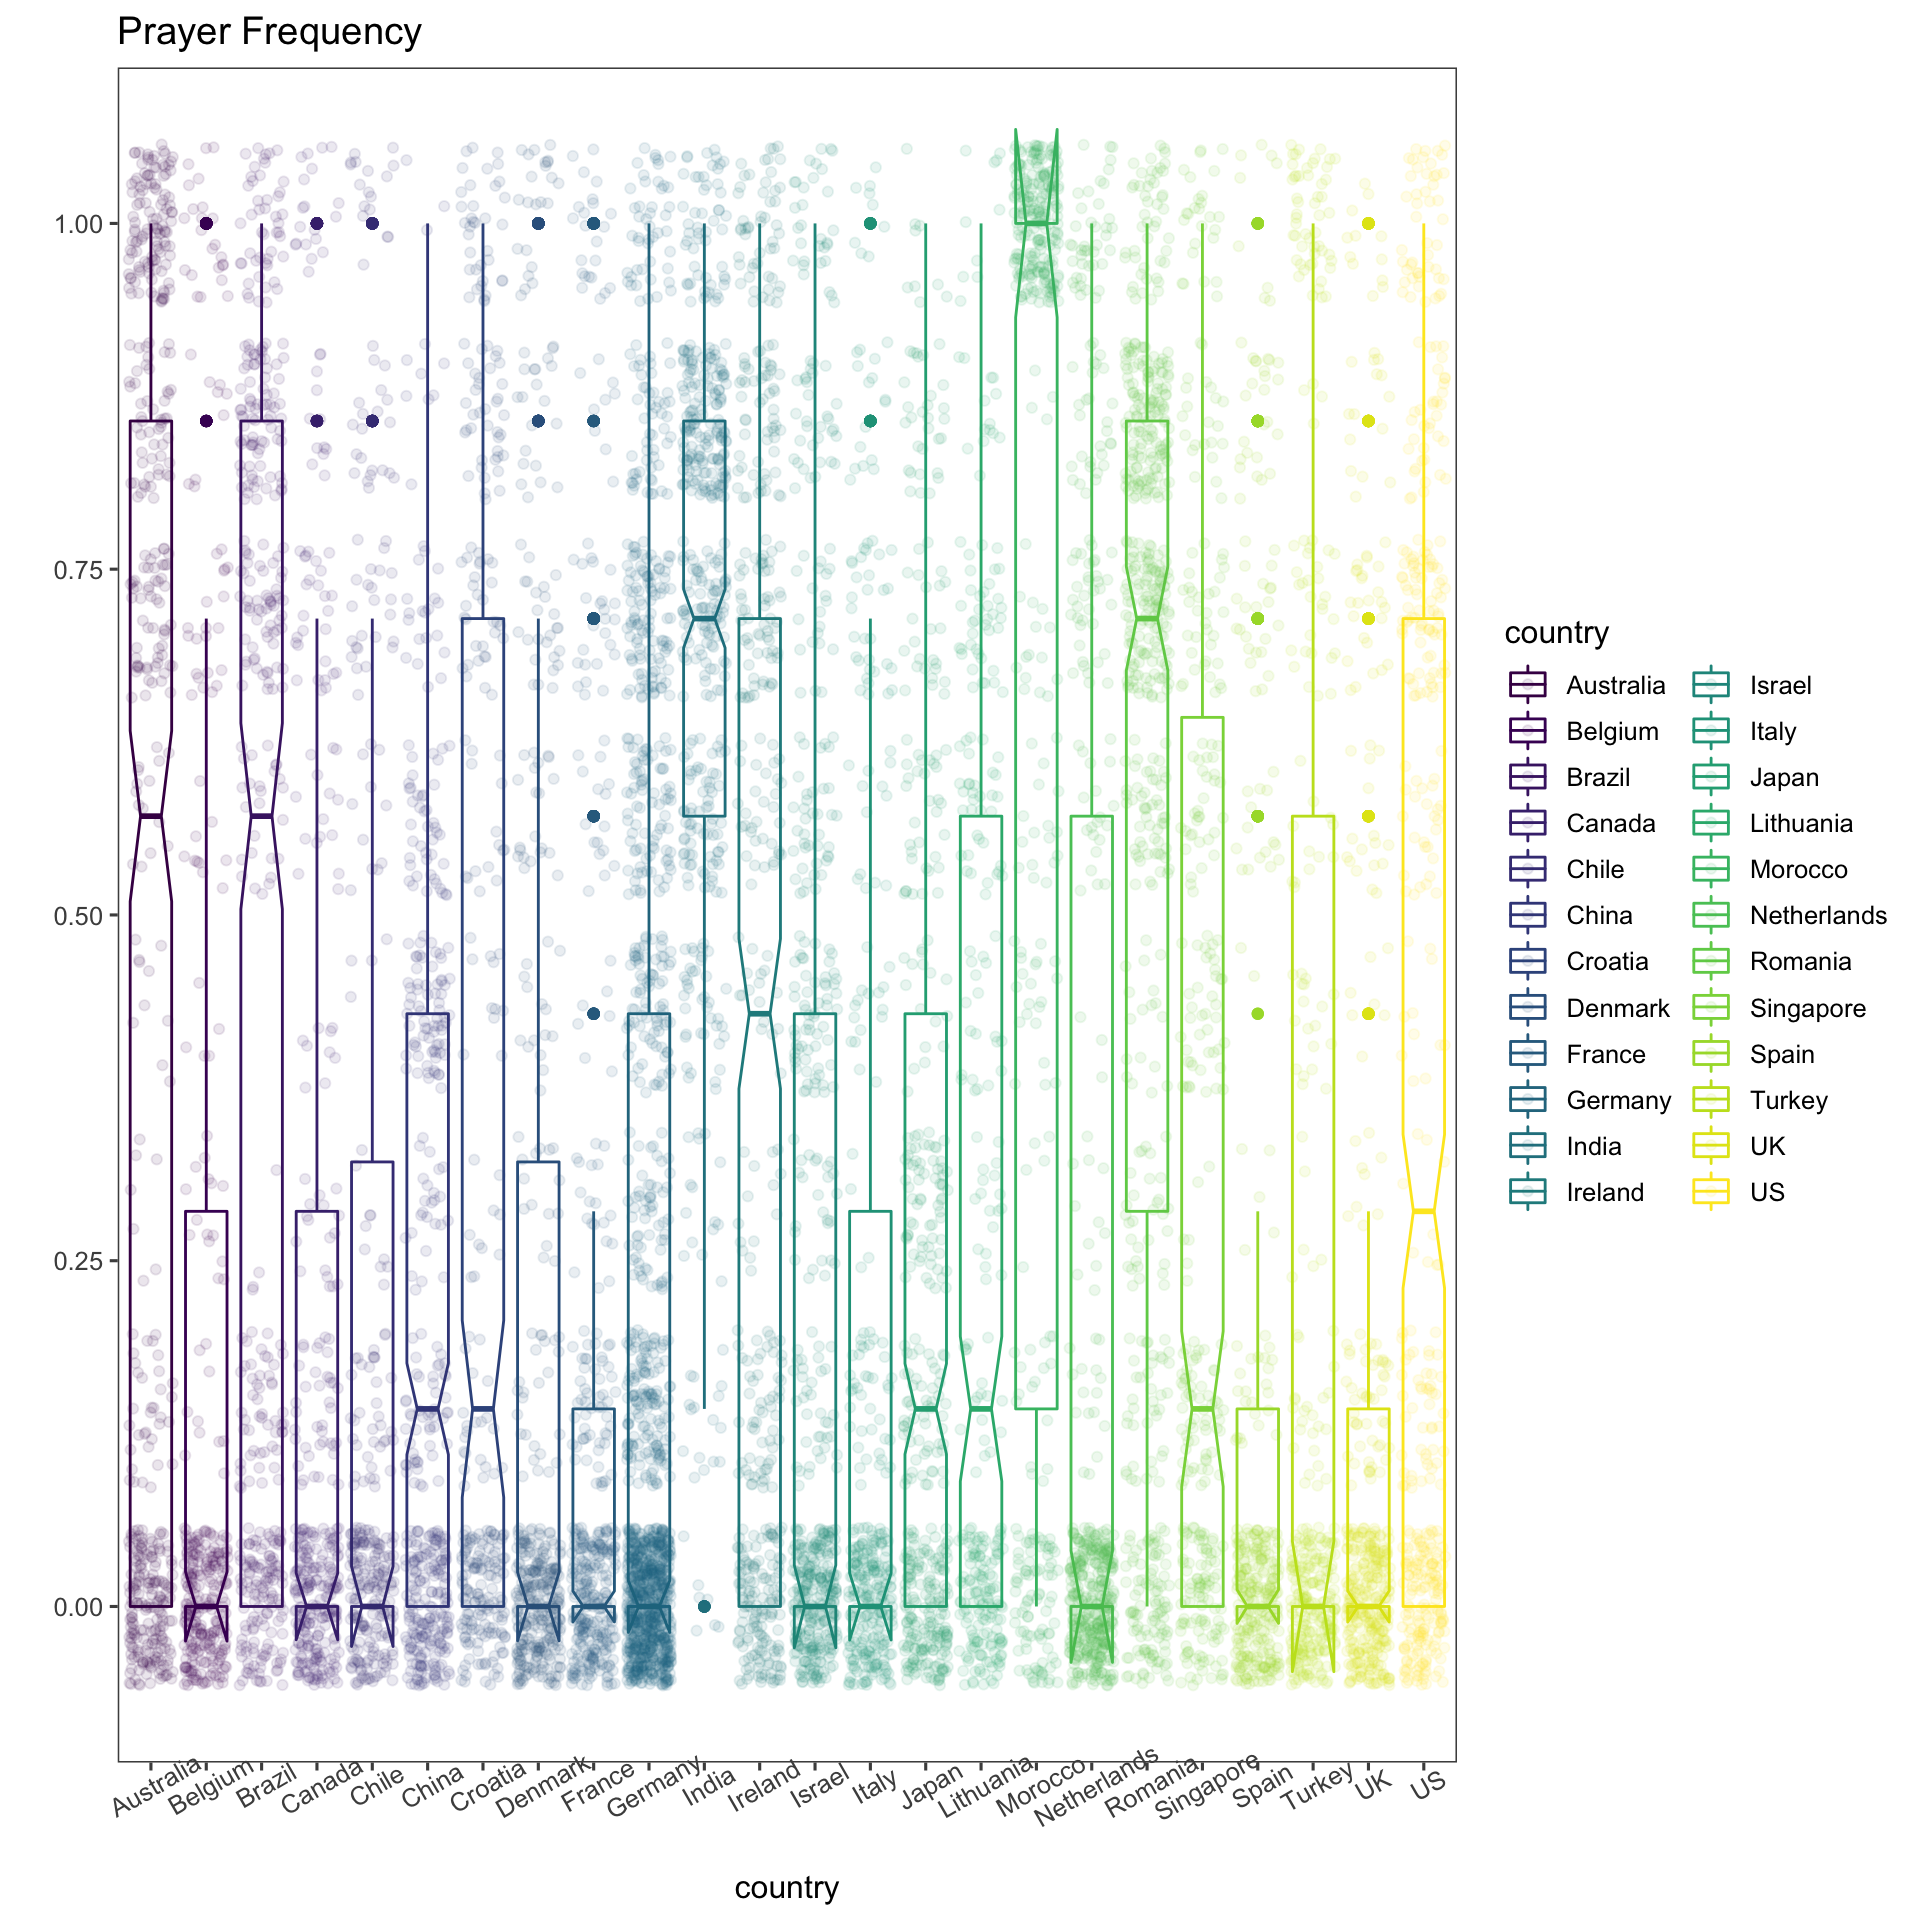 Prayer Frequency
1.00
0.75
0.50
0.25
0.00
Australia
Belgium
Brazil
Canada
Chile
China
Croatia
Denmark
France
Germany
India
Ireland
Israel
Italy
Japan
Lithuania
Morocco
Netherlands
Romania
Singapore
Spain
Turkey
UK
US
country
country
Australia
Belgium
Brazil
Canada
Chile
China
Croatia
Denmark
France
Germany
India
Ireland
Israel
Italy
Japan
Lithuania
Morocco
Netherlands
Romania
Singapore
Spain
Turkey
UK
US